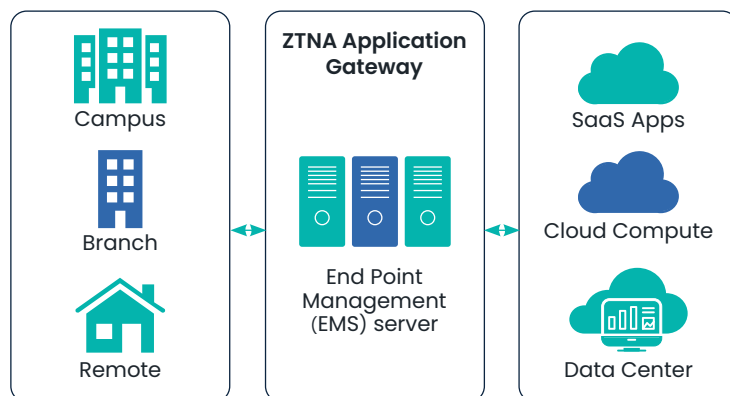 Campus
Branch
Remote
ZTNA Application
Gateway
End Point
Management
(EMS) server
SaaS Apps
Cloud Compute
Data Center